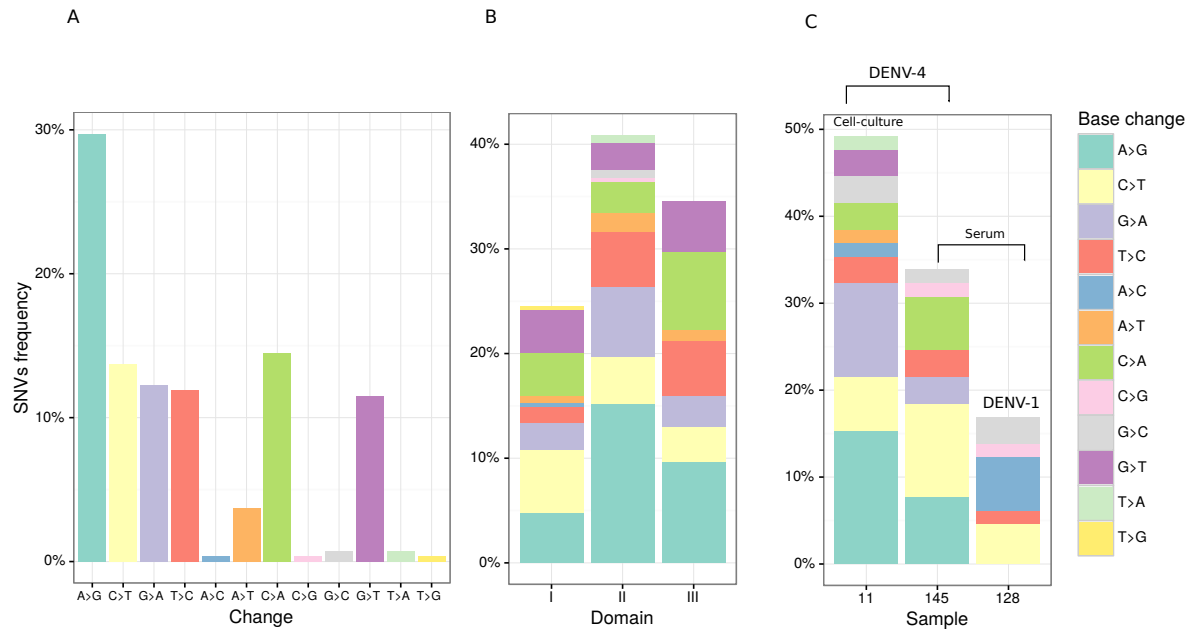 A
B
C
DENV-4
Cell-culture
Serum
DENV-1
SNVs frequency
30%
20%
10%
0%
A>G C>T G>A T>C A>C A>T C>A C>G G>C G>T T>A T>G
Change
40%
30%
20%
10%
0%
I II III
Domain
50%
40%
30%
20%
10%
0%
11 145 128
Sample
Base change
A>G
C>T
G>A
T>C
A>C
A>T
C>A
C>G
G>C
G>T
T>A
T>G